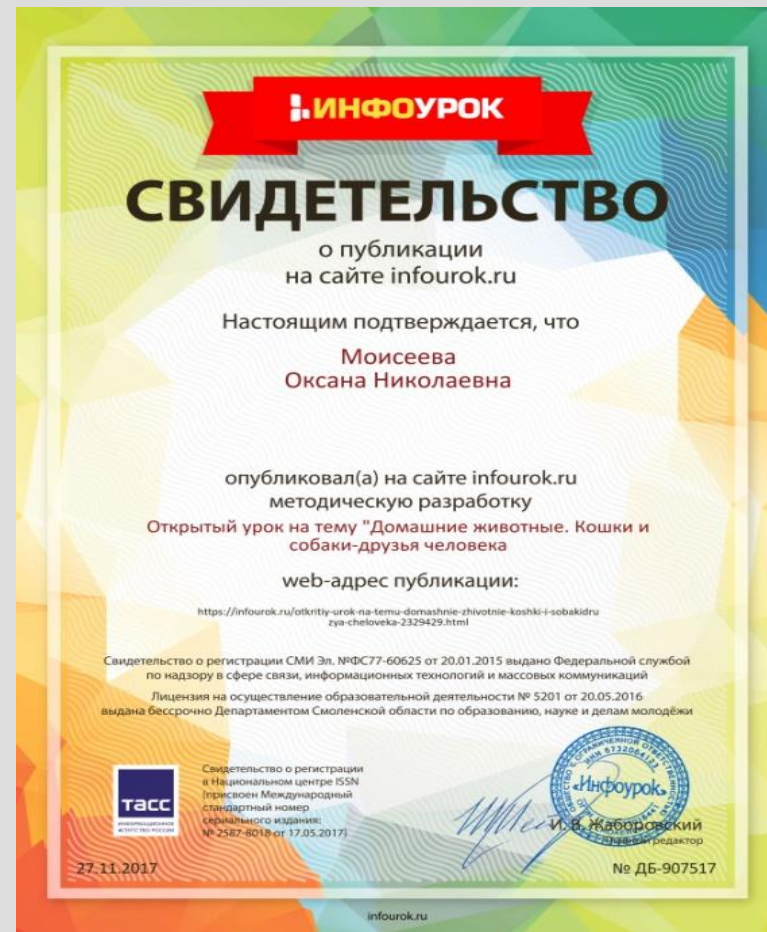 ИНФОУРОК
СВИДЕТЕЛЬСТВО
о публикации
на сайте infourok.ru
Настоящим подтверждается, что
Моисеева
Оксана Николаевна
опубликовал(а) на сайте infourok.ru
методическую разработку
Открытый урок на тему "Домашние животные. Кошки и
собаки-друзья человека
web-адрес публикации:
https://infourok.ru/otkritiy-urok-na-temu-domashnie-zhivotnie-koshki-i-sobakidru
zya-cheloveka-2329429.html
Свидетельство о регистрации СМИ Эл. №ФС77-60625 от 20.01.2015 выдано Федеральной службой
по надзору в сфере связи, информационных технологий и массовых коммуникаций
Лицензия на осуществление образовательной деятельности № 5201 от 20.05.2016
выдана бессрочно Департаментом Смоленской области по образованию, науке и делам молодёжи
тасс
ИНФОРМАЦИОННОЕ
АГЕНТСТВО РОССИИ
Свидетельство о регистрации
в Национальном центре ISSN
(присвоен Международный
стандартный номер
сериального издания:
№ 2587-8018 от 17.05.2017)
«Инфоурок»
И. В. Жаборовский
главный редактор
27.11.2017
№ ДБ-907517
infourok.ru